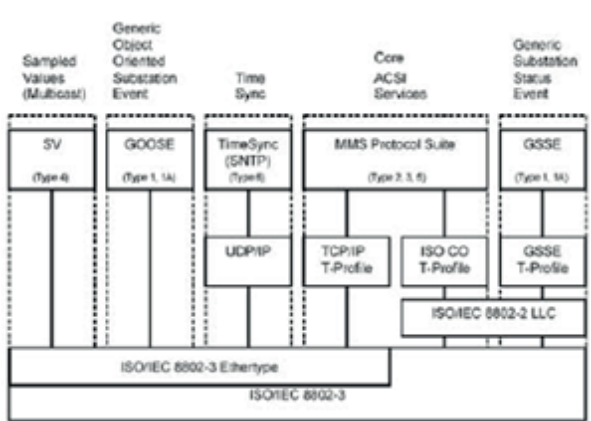 Sampled
Values
(Multicast)
Generic
Object
Oriented
Substation
Event
Time
Sync
Core
ACSI
Services
Generic
Substation
Status
Event
SV
(Type 4)
GOOSE
(Type 1, 1A)
TimeSync
(SNTP)
(Type 6)
MMS Protocol Suite
(Type 2, 3, 5)
GSSE
(Type 1, 1A)
UDP/IP
TCP/IP
T-Profile
ISO CO
T-Profile
GSSE
T-Profile
ISO/IEC 8802-2 LLC
ISO/IEC 8802-3 Ethertype
ISO/IEC 8802-3